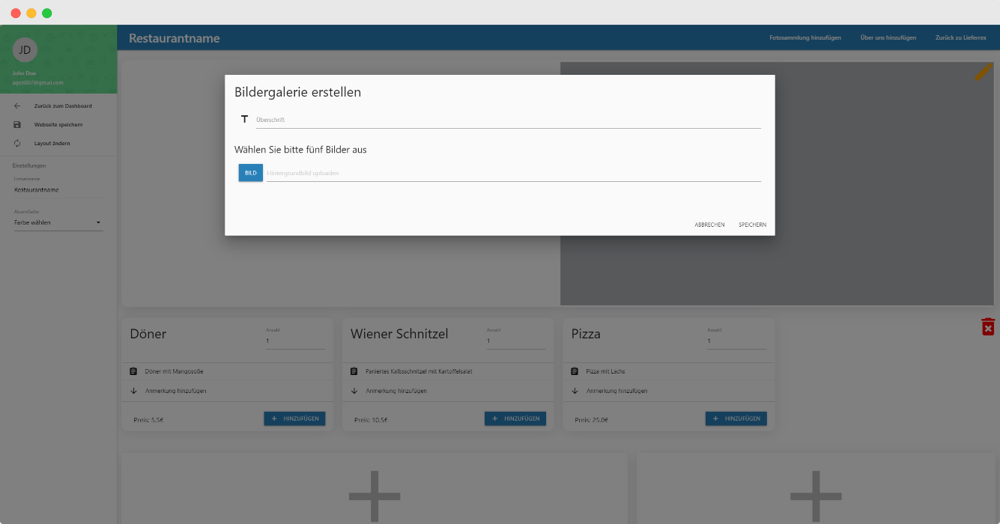 Restaurantname
Fotosammlung hinzufügen
Über uns hinzufügen
Zurück zu Lieferrex
JD
John Doe
agon007@gmail.com
Zurück zum Dashboard
Webseite speichern
Layout ändern
Einstellungen
Firmenname
Restaurantname
Akzentfarbe
Farbe wählen
Bildergalerie erstellen
T Überschrift
Wählen Sie bitte fünf Bilder aus
BILD Hintergrundbild uploaden
ABBRECHEN SPEICHERN
Döner
Anzahl
1
Döner mit Mangosoße
Anmerkung hinzufügen
Preis: 5.5€
HINZUFÜGEN
Wiener Schnitzel
Anzahl
1
Paniertes Kalbsschnitzel mit Kartoffelsalat
Anmerkung hinzufügen
Preis: 10.5€
HINZUFÜGEN
Pizza
Anzahl
1
Pizza mit Lachs
Anmerkung hinzufügen
Preis: 25.0€
HINZUFÜGEN